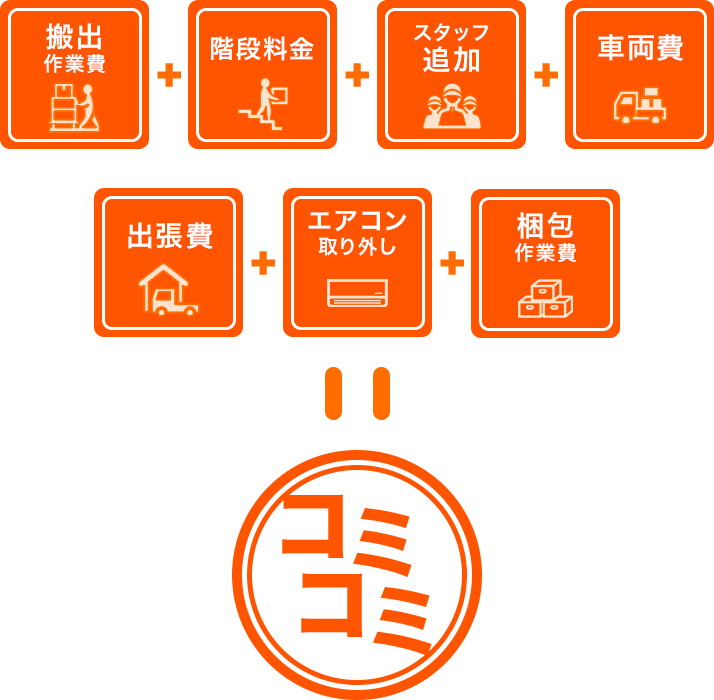 搬出
作業費
+
階段料金
+
スタッフ
追加
+
車両費
出張費
+
エアコン
取り外し
+
梱包
作業費
=
コミ
コミ